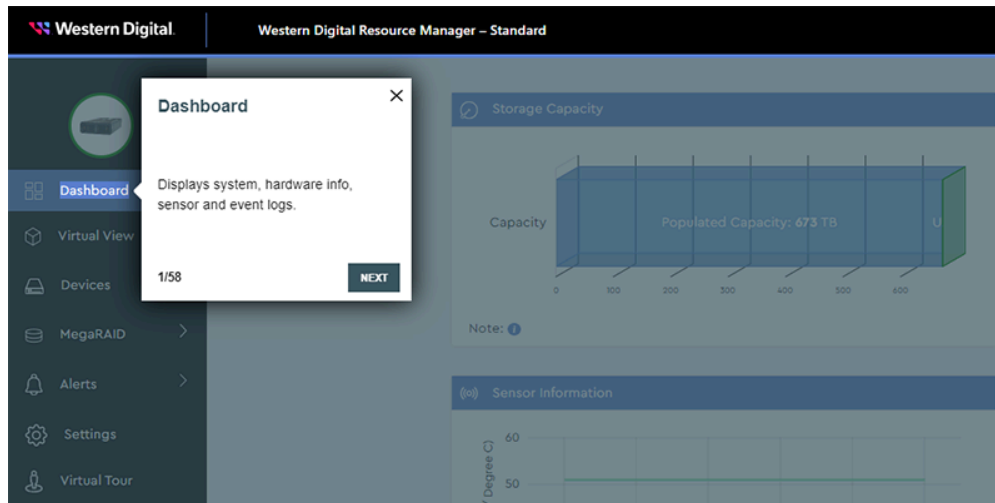 Western Digital.
Western Digital Resource Manager – Standard
Dashboard
Virtual View
Devices
MegaRAID
Alerts
Settings
Virtual Tour
Dashboard
Displays system, hardware info,
sensor and event logs.
1/58
NEXT
Storage Capacity
Capacity
Populated Capacity: 673 TB
U
0 100 200 300 400 500 600
Note:
Sensor Information
60
50
Degree C)